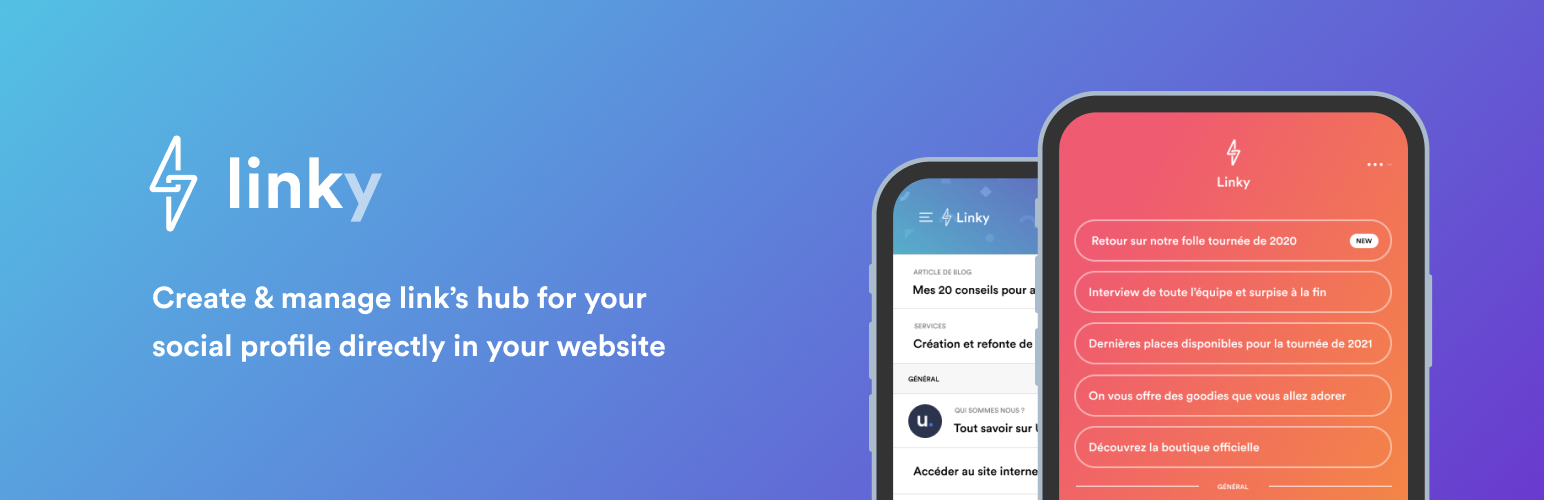 linky
Create & manage link’s hub for your
social profile directly in your website
Linky
ARTICLE DE BLOG
Mes 20 conseils pour a
SERVICES
Création et refonte de
GÉNÉRAL
u.
QUI SOMMES NOUS ?
Tout savoir sur
Accéder au site interne
Linky
Retour sur notre folle tournée de 2020
NEW
Interview de toute l’équipe et surprise à la fin
Dernières places disponibles pour la tournée de 2021
On vous offre des goodies que vous allez adorer
Découvrez la boutique officielle
GÉNÉRAL